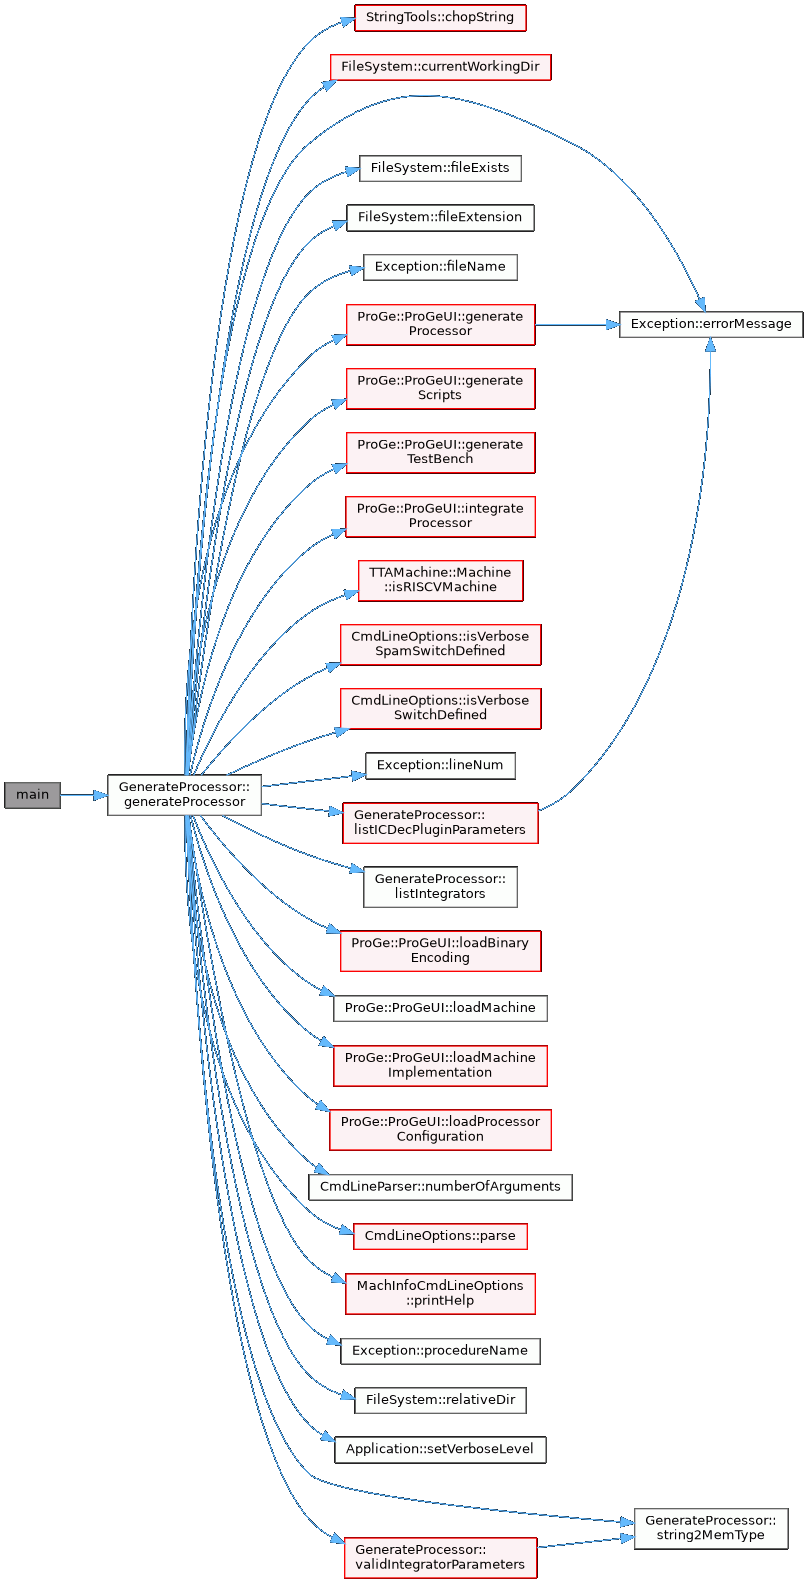 StringTools::chopString
FileSystem::currentWorkingDir
FileSystem::fileExists
FileSystem::fileExtension
Exception::fileName
ProGe::ProGeUI::generate
Processor
Exception::errorMessage
ProGe::ProGeUI::generate
Scripts
ProGe::ProGeUI::generate
TestBench
ProGe::ProGeUI::integrate
Processor
TTAMachine::Machine
::isRISCVMachine
CmdLineOptions::isVerbose
SpamSwitchDefined
CmdLineOptions::isVerbose
SwitchDefined
Exception::lineNum
main
GenerateProcessor::
generateProcessor
GenerateProcessor::
listICDecPluginParameters
GenerateProcessor::
listIntegrators
ProGe::ProGeUI::loadBinary
Encoding
ProGe::ProGeUI::loadMachine
ProGe::ProGeUI::loadMachine
Implementation
ProGe::ProGeUI::loadProcessor
Configuration
CmdLineParser::numberOfArguments
CmdLineOptions::parse
MachInfoCmdLineOptions
::printHelp
Exception::procedureName
FileSystem::relativeDir
Application::setVerboseLevel
GenerateProcessor::
string2MemType
GenerateProcessor::
validIntegratorParameters